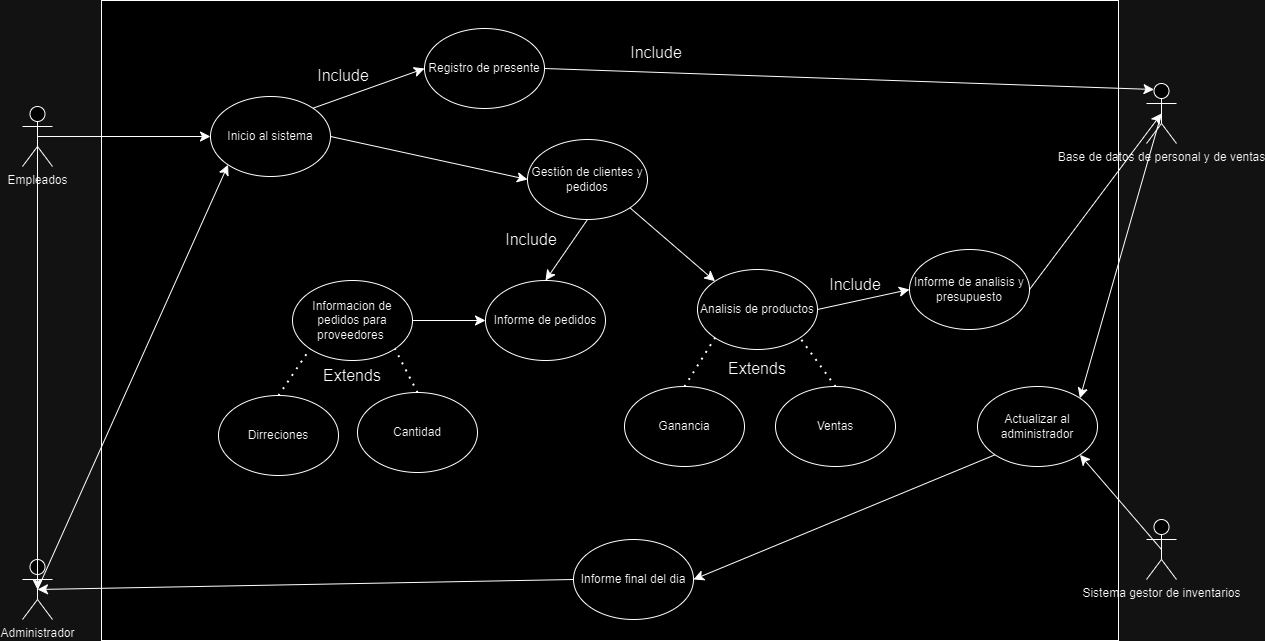 Include
Registro de presente
Include
Inicio al sistema
Base de datos de personal y de ventas
Empleados
Gestión de clientes y
pedidos
Include
Informacion de
pedidos para
proveedores
Informe de pedidos
Analisis de productos
Include
Informe de analisis y
presupuesto
Extends
Extends
Dirreciones
Cantidad
Ganancia
Ventas
Actualizar al
administrador
Informe final del dia
Sistema gestor de inventarios
Administrador